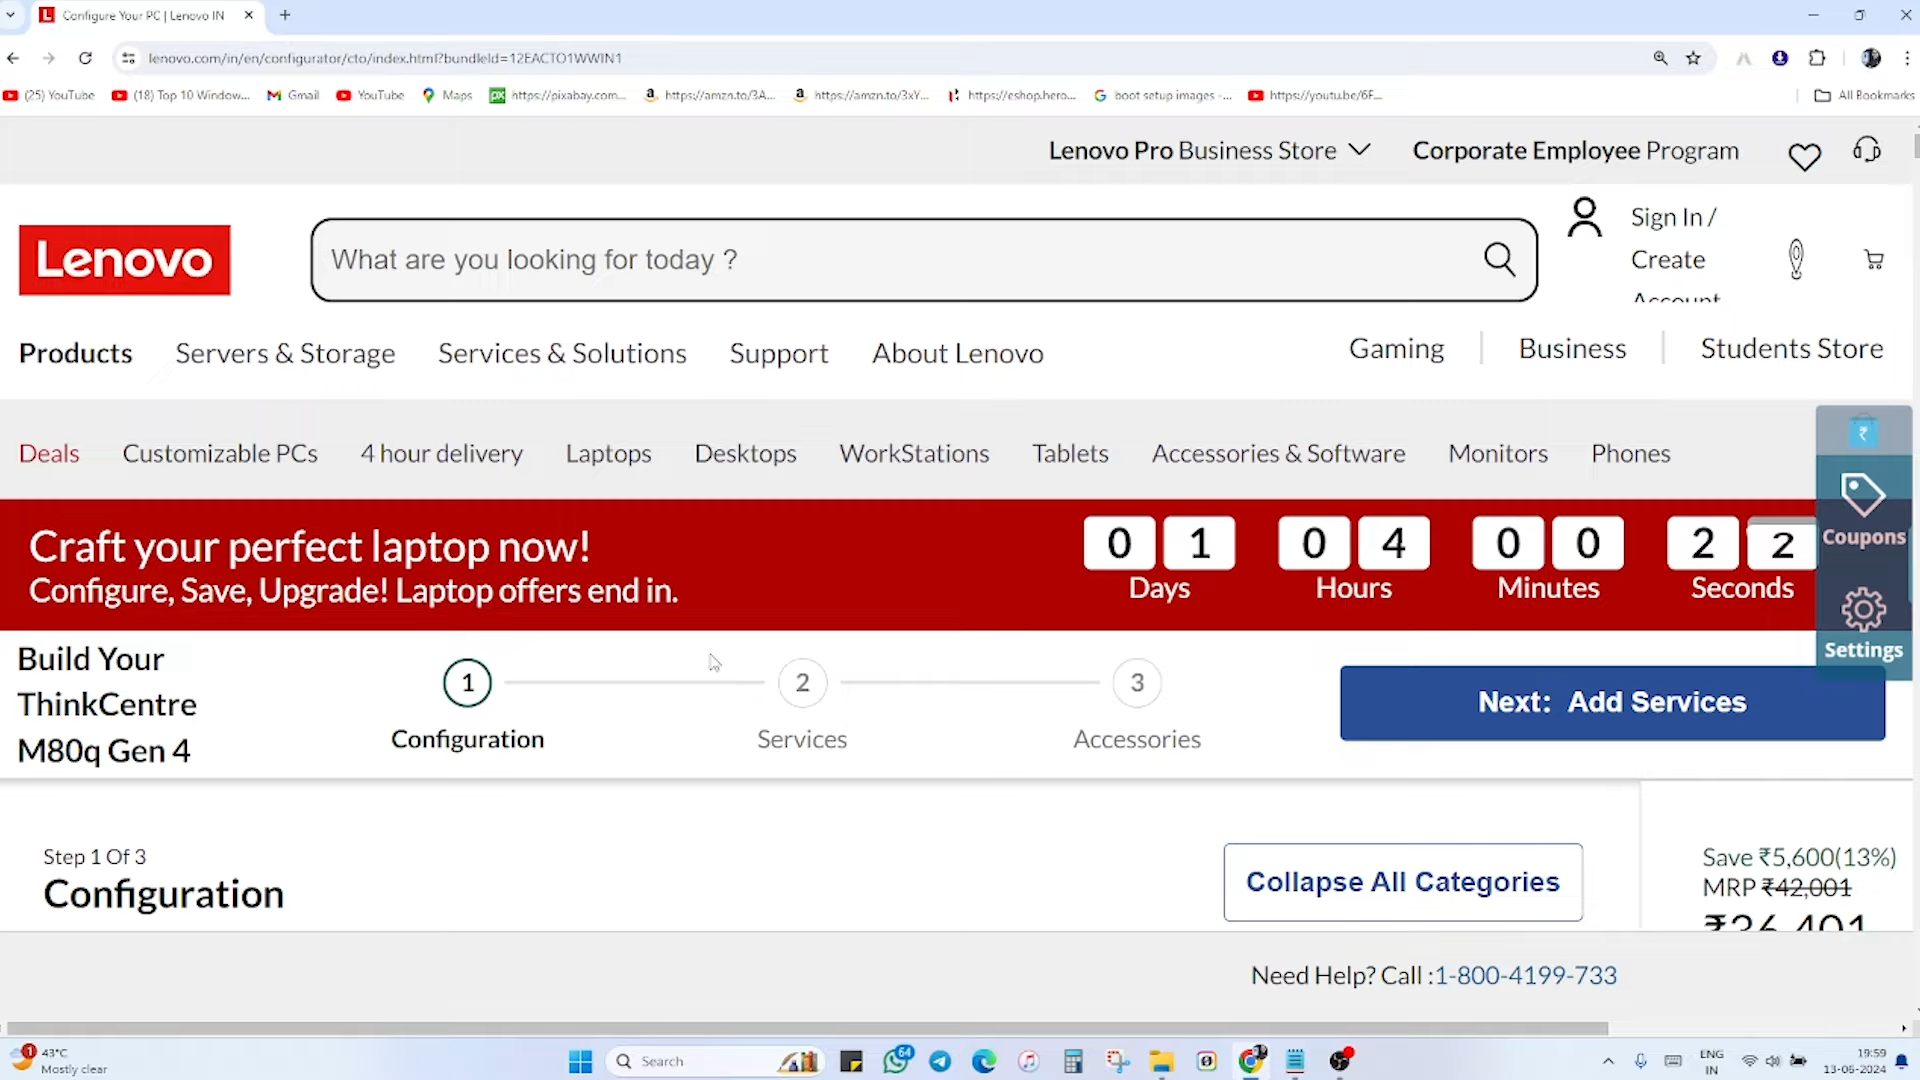 Configure Your PC | Lenovo IN
lenovo.com/in/en/configurator/cto/index.html?bundleId=12EACTO1WWIN1
(25) YouTube
(18) Top 10 Window...
Gmail
YouTube
Maps
https://pixabay.com...
https://amzn.to/3A...
https://amzn.to/3xY...
https://eshop.hero...
boot setup images -...
https://youtu.be/6F...
All Bookmarks
Lenovo Pro Business Store
Corporate Employee Program
Lenovo
What are you looking for today ?
Sign In /
Create
Account
Products
Servers & Storage
Services & Solutions
Support
About Lenovo
Gaming
Business
Students Store
Deals
Customizable PCs
4 hour delivery
Laptops
Desktops
WorkStations
Tablets
Accessories & Software
Monitors
Phones
Coupons
Settings
Craft your perfect laptop now!
Configure, Save, Upgrade! Laptop offers end in.
0 1
Days
0 4
Hours
0 0
Minutes
2 2
Seconds
Build Your
ThinkCentre
M80q Gen 4
1
Configuration
2
Services
3
Accessories
Next: Add Services
Step 1 Of 3
Configuration
Collapse All Categories
Save ₹5,600(13%)
MRP ₹42,001
₹36,401
Need Help? Call :1-800-4199-733
1
43°C
Mostly clear
Search
64
ENG
IN
19:59
13-06-2024